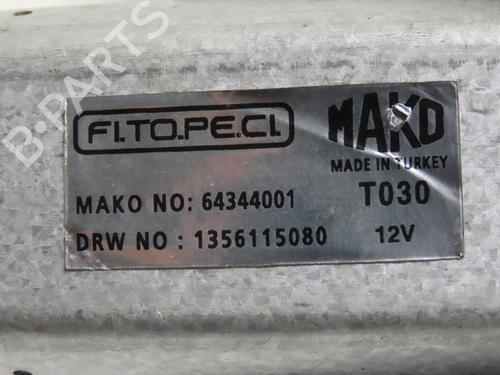 B-PARTS
FI.TO.PE.CI.
MAKO
MADE IN TURKEY
MAKO NO: 64344001
T030
DRW NO : 1356115080
12V